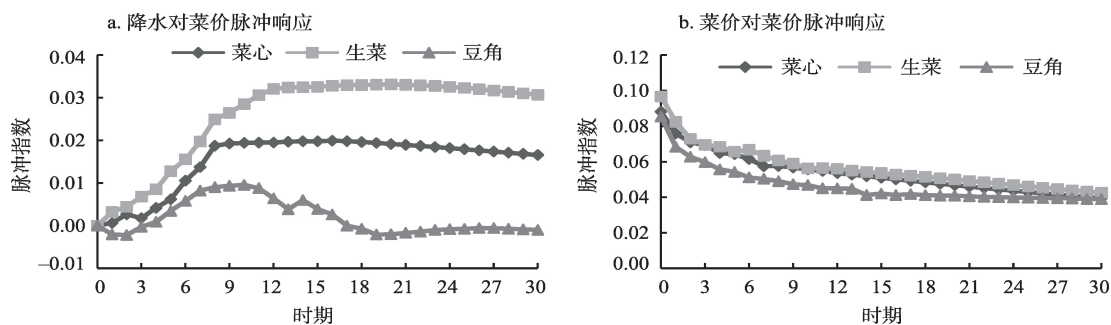 a. 降水对菜价脉冲响应
菜心 生菜 豆角
0.04
0.03
0.02
0.01
0.00
–0.01
脉冲指数
0 3 6 9 12 15 18 21 24 27 30
时期
b. 菜价对菜价脉冲响应
菜心 生菜 豆角
0.12
0.10
0.08
0.06
0.04
0.02
0.00
脉冲指数
0 3 6 9 12 15 18 21 24 27 30
时期